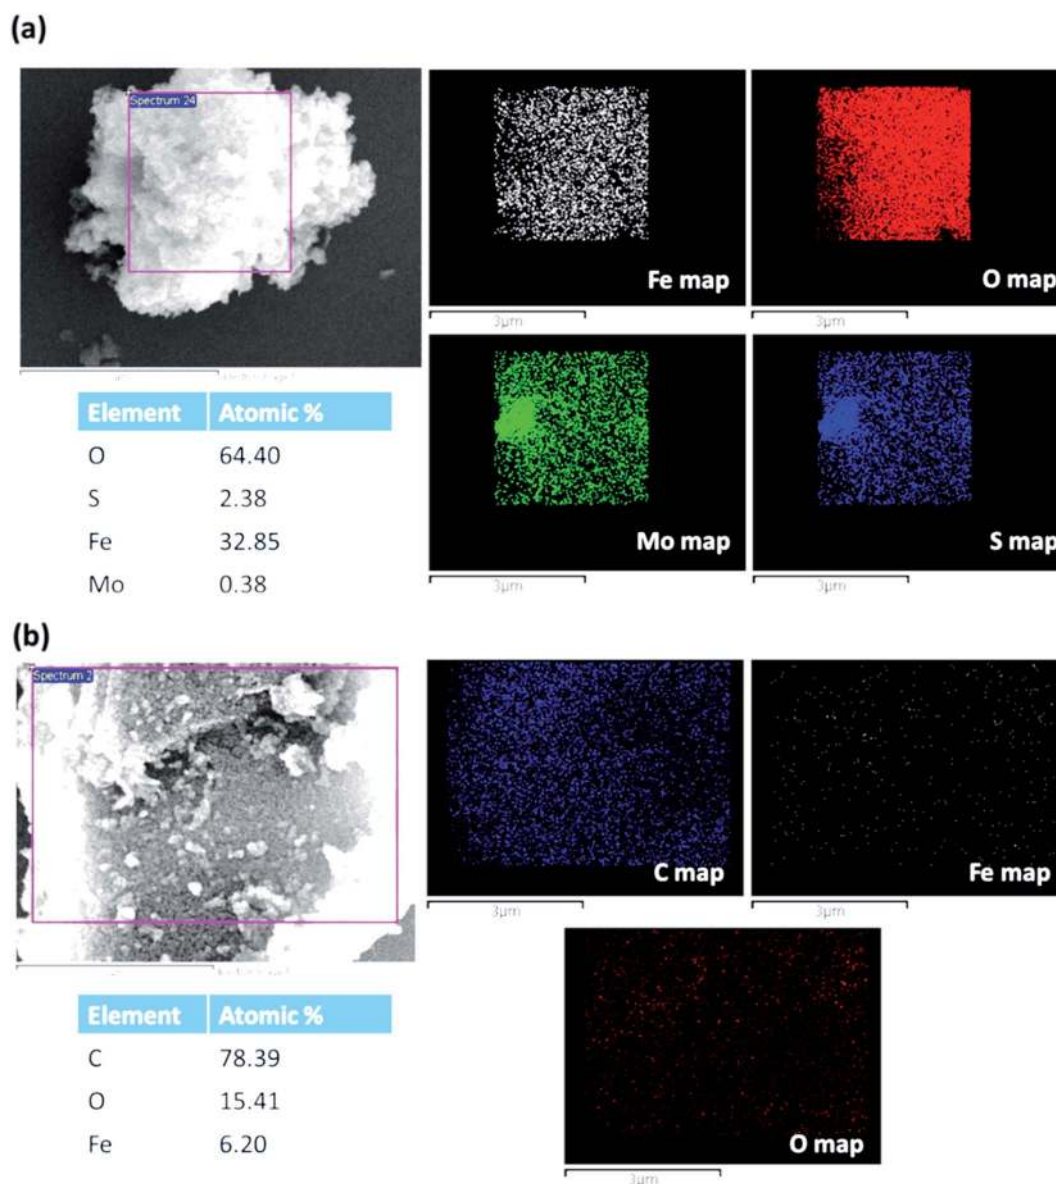 (a)
Spectrum 24
Fe map
O map
3µm
3µm
Mo map
S map
3µm
3µm
Element Atomic %
O 64.40
S 2.38
Fe 32.85
Mo 0.38
(b)
Spectrum 2
C map
Fe map
3µm
3µm
O map
3µm
Element Atomic %
C 78.39
O 15.41
Fe 6.20